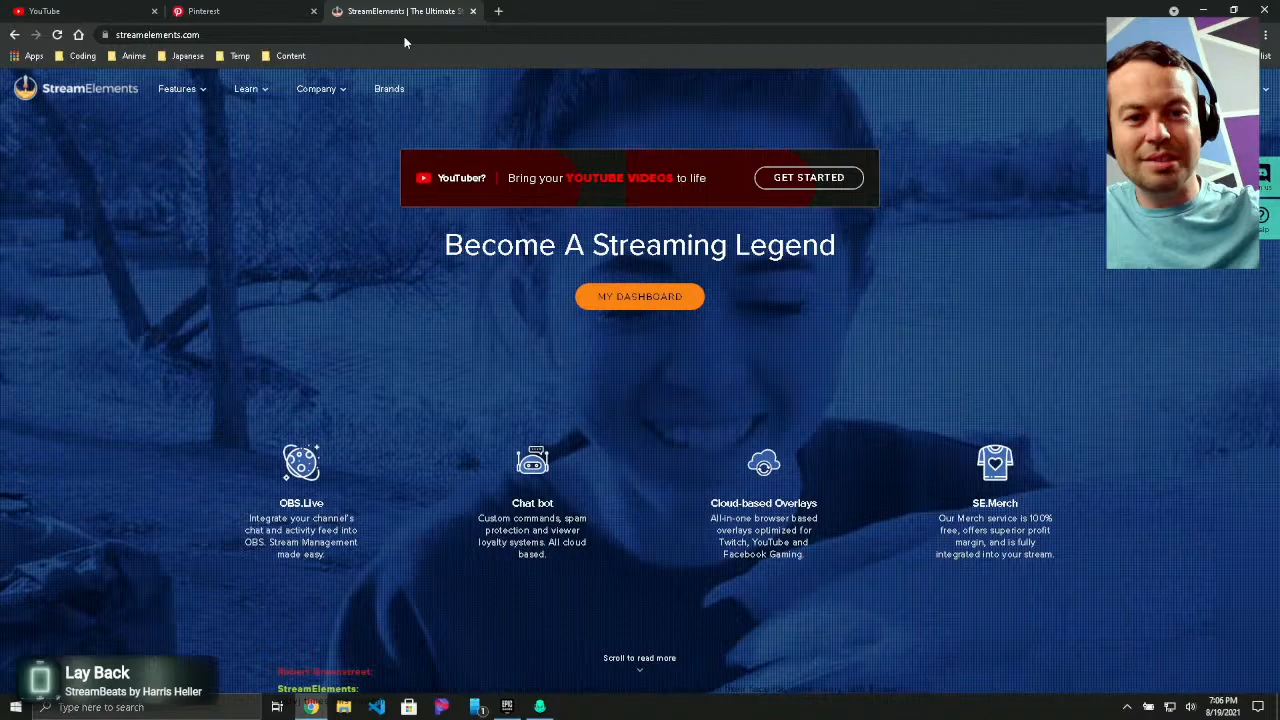 YouTube
Pinterest
StreamElements | The Ultimate St
streamelements.com
Apps
Coding
Anime
Japanese
Temp
Content
list
StreamElements
Features
Learn
Company
Brands
YouTuber?
Bring your YOUTUBE VIDEOS to life
GET STARTED
Become A Streaming Legend
MY DASHBOARD
OBS.Live
Integrate your channel's
chat and activity feed into
OBS. Stream Management
made easy.
Chat bot
Custom commands, spam
protection and viewer
loyalty systems. All cloud
based.
Cloud-based Overlays
All-in-one browser based
overlays optimized for
Twitch, YouTube and
Facebook Gaming.
SE.Merch
Our Merch service is 100%
free, offers superior profit
margin, and is fully
integrated into your stream.
Scroll to read more
Lay Back
StreamBeats by Harris Heller
StreamElements:
Type here to search
EPIC
7:06 PM
8/19/2021